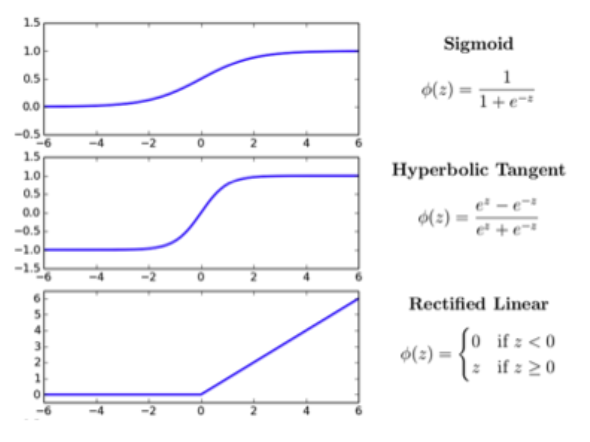 1.5
1.0
0.5
0.0
−0.5
−6 −4 −2 0 2 4 6
Sigmoid
ϕ(z) = 1 / (1 + e^{−z})
1.5
1.0
0.5
0.0
−0.5
−1.0
−1.5
−6 −4 −2 0 2 4 6
Hyperbolic Tangent
ϕ(z) = (e^z − e^{−z}) / (e^z + e^{−z})
6
5
4
3
2
1
0
−6 −4 −2 0 2 4 6
Rectified Linear
ϕ(z) = { 0 if z < 0
z if z ≥ 0